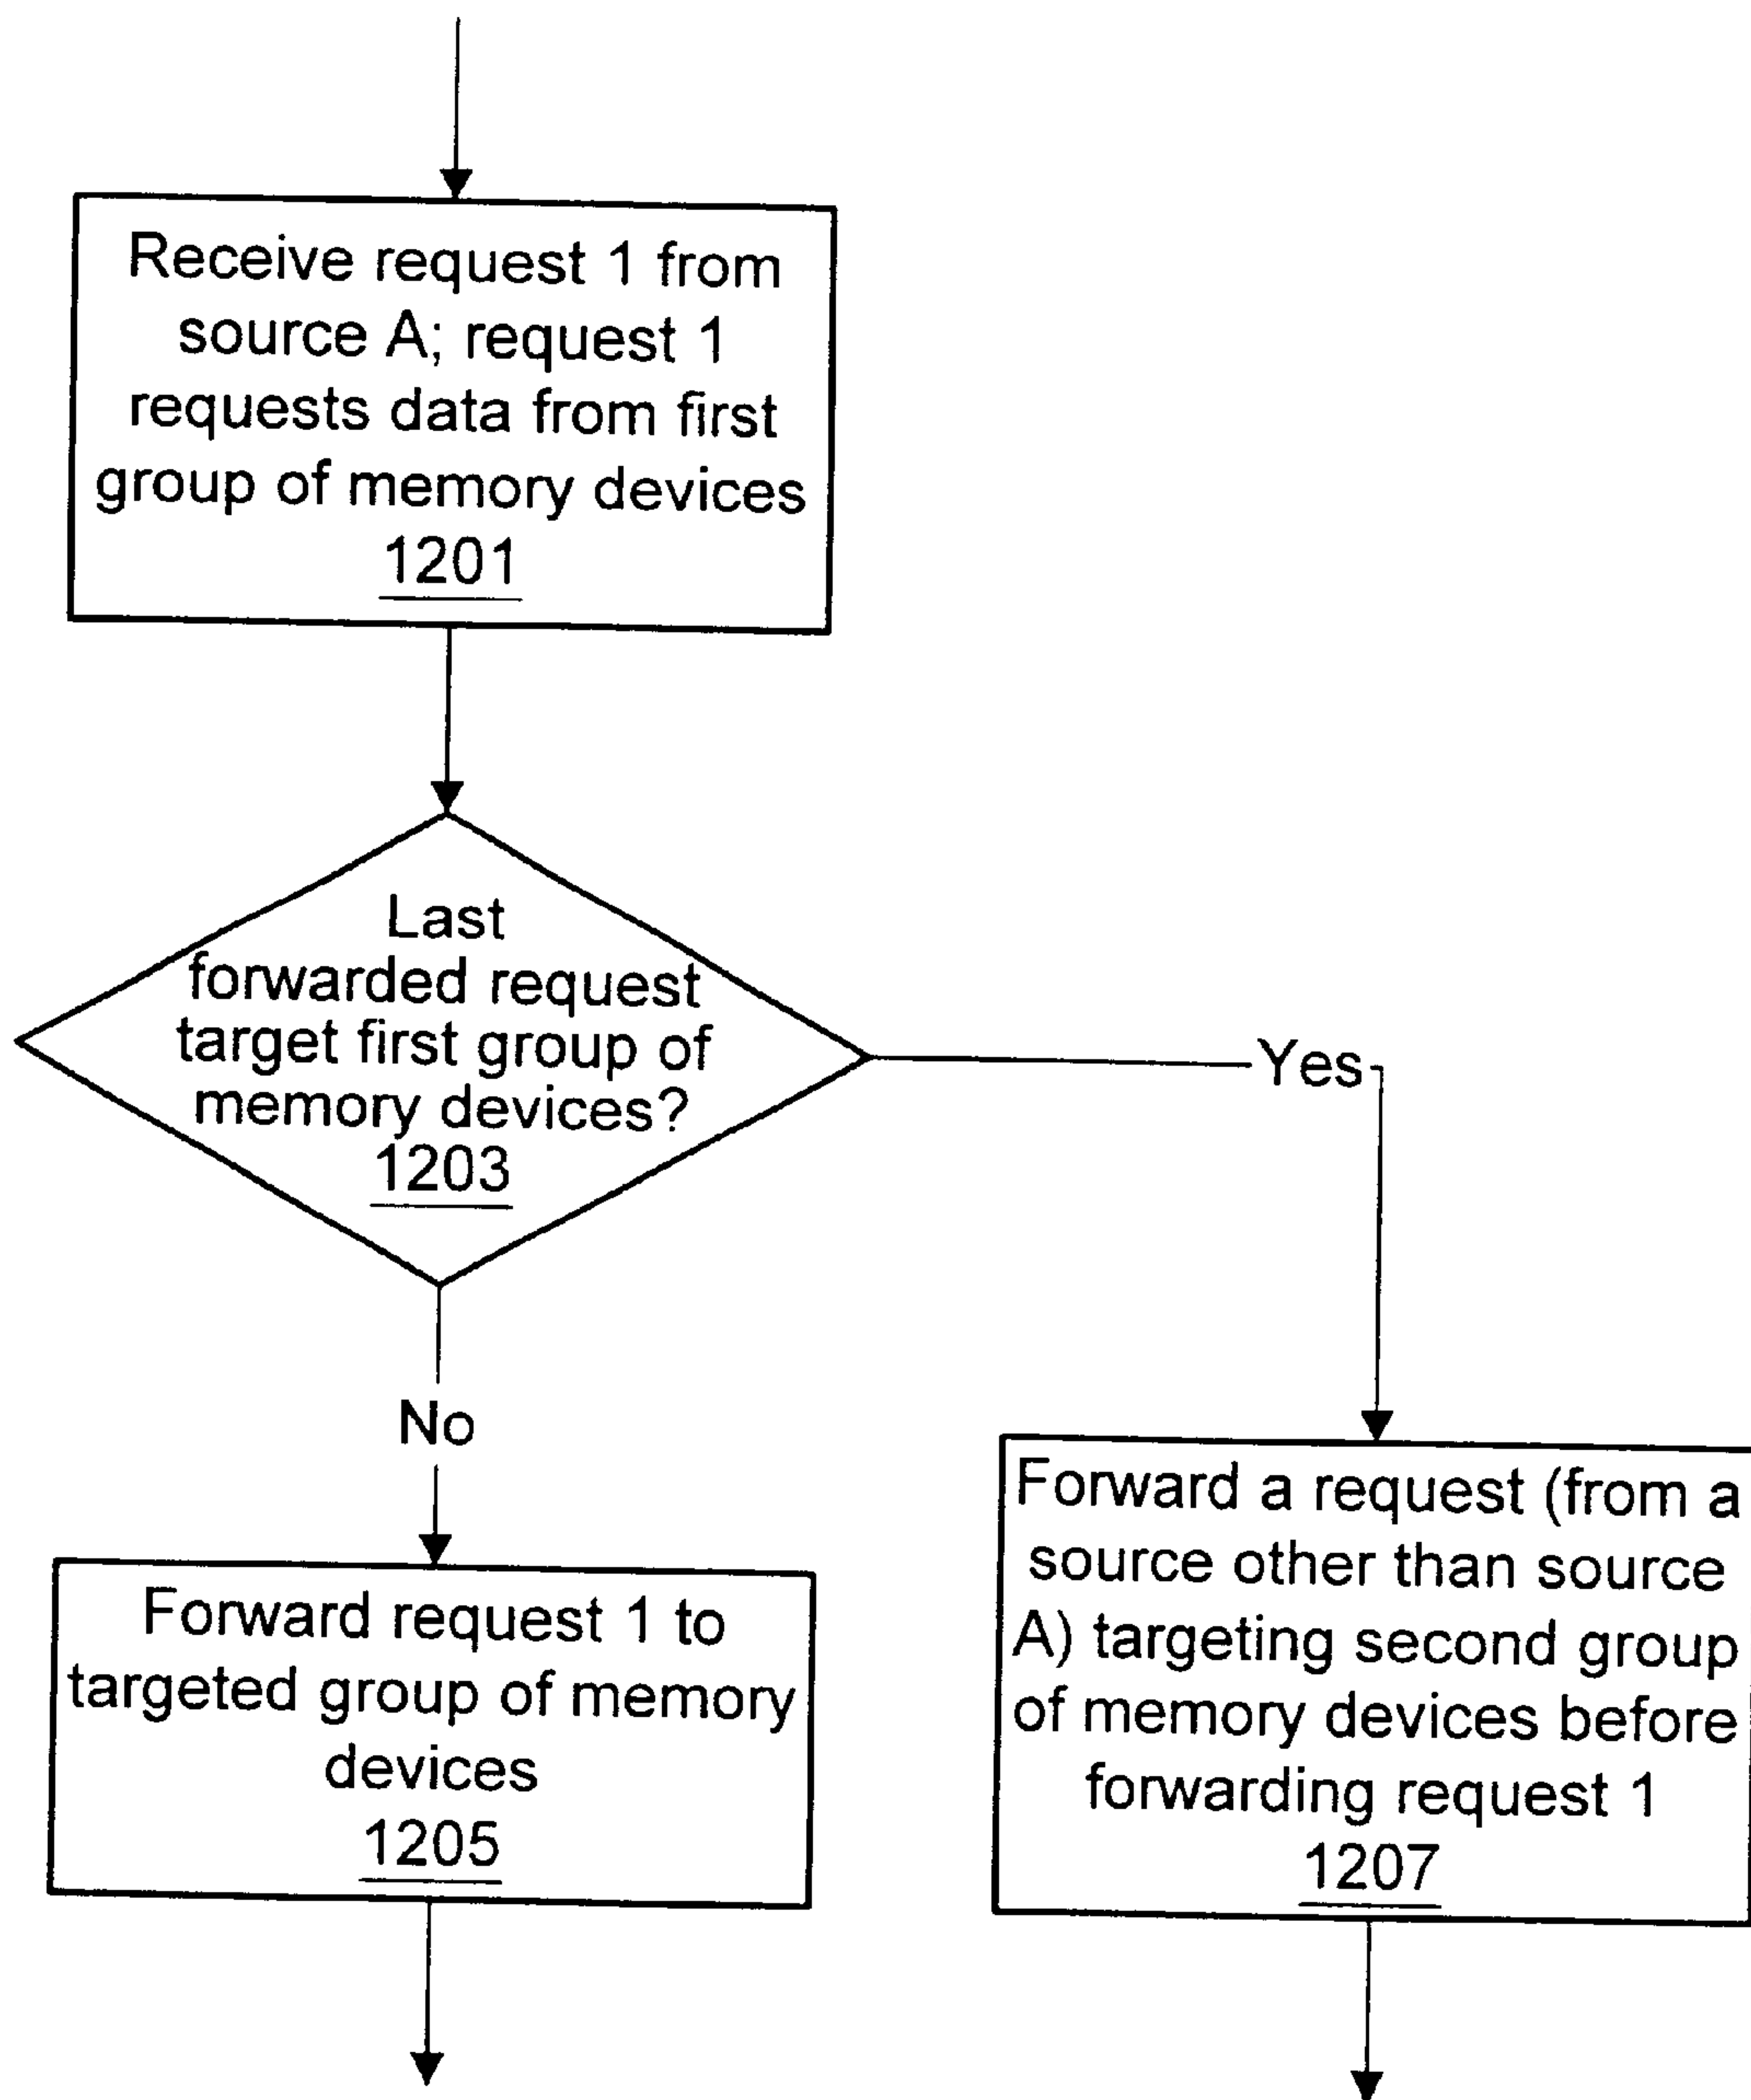 Receive request 1 from
source A; request 1
requests data from first
group of memory devices
1201
Last
forwarded request
target first group of
memory devices?
1203
Yes
No
Forward request 1 to
targeted group of memory
devices
1205
Forward a request (from a
source other than source
A) targeting second group
of memory devices before
forwarding request 1
1207